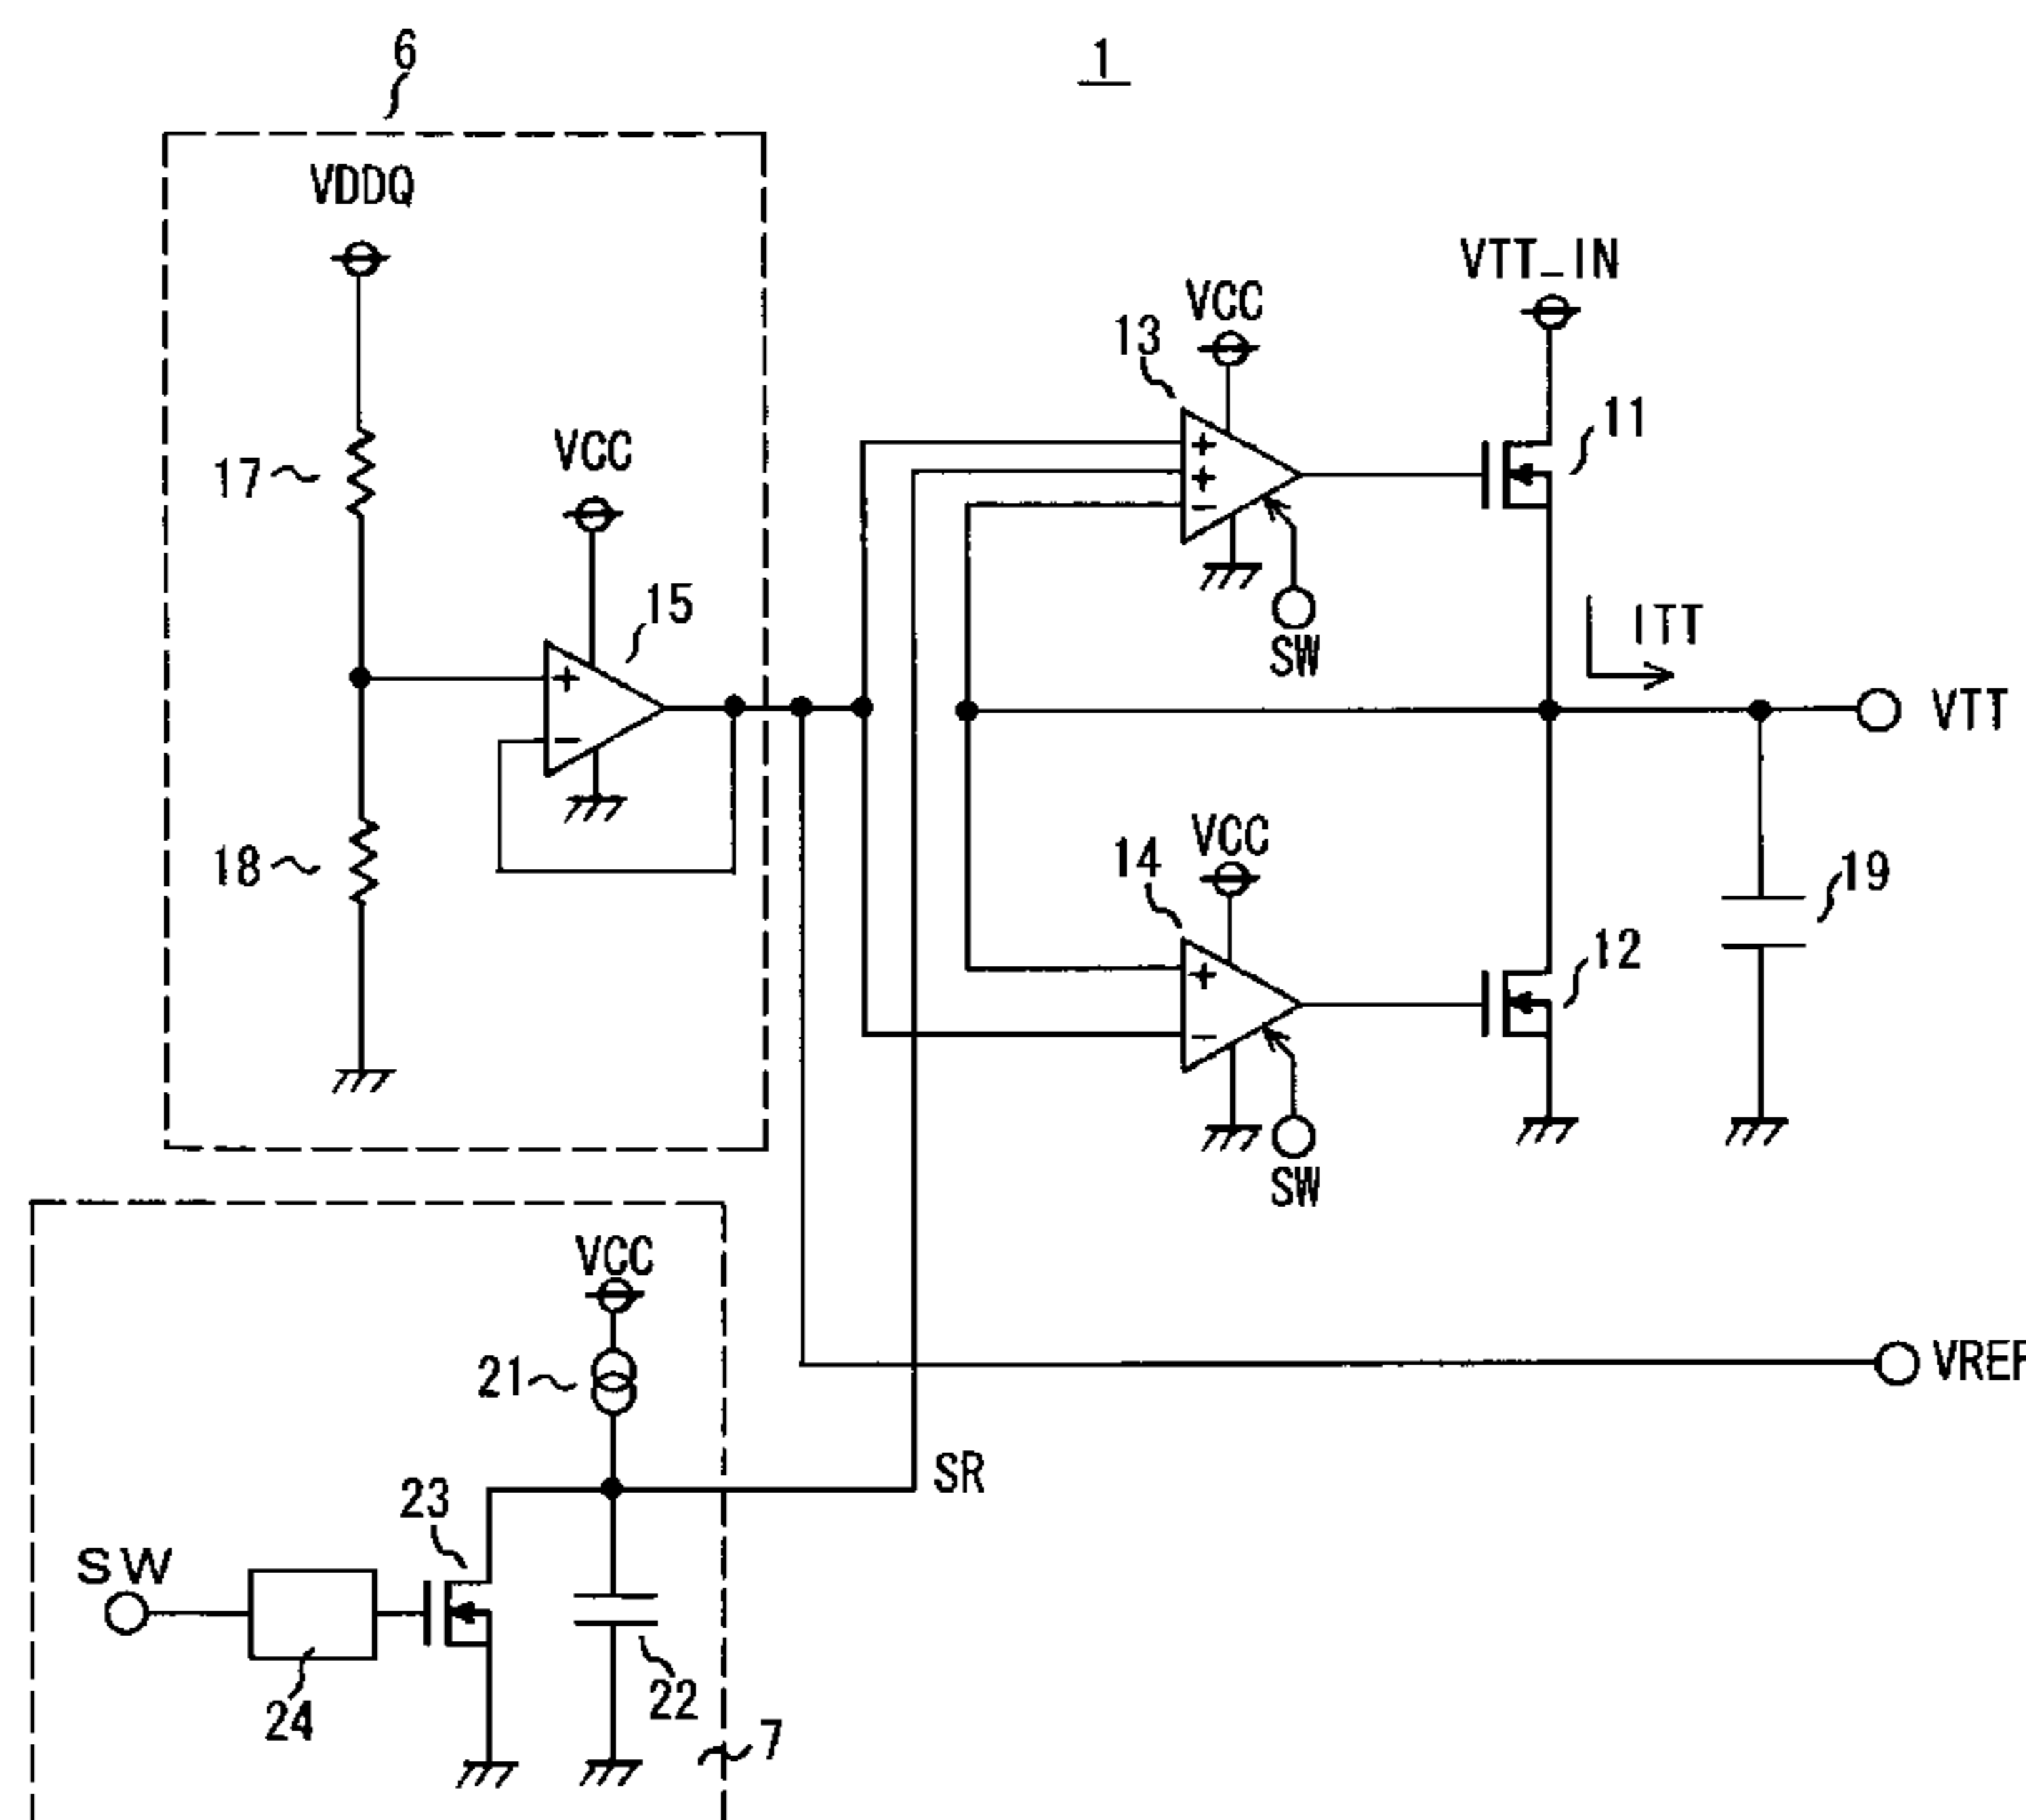 6
1
VDDQ
17
VCC
15
18
VCC
13
SW
VTT_IN
11
ITT
VTT
VCC
14
SW
12
19
VREF
VCC
21
SR
23
SW
24
22
7